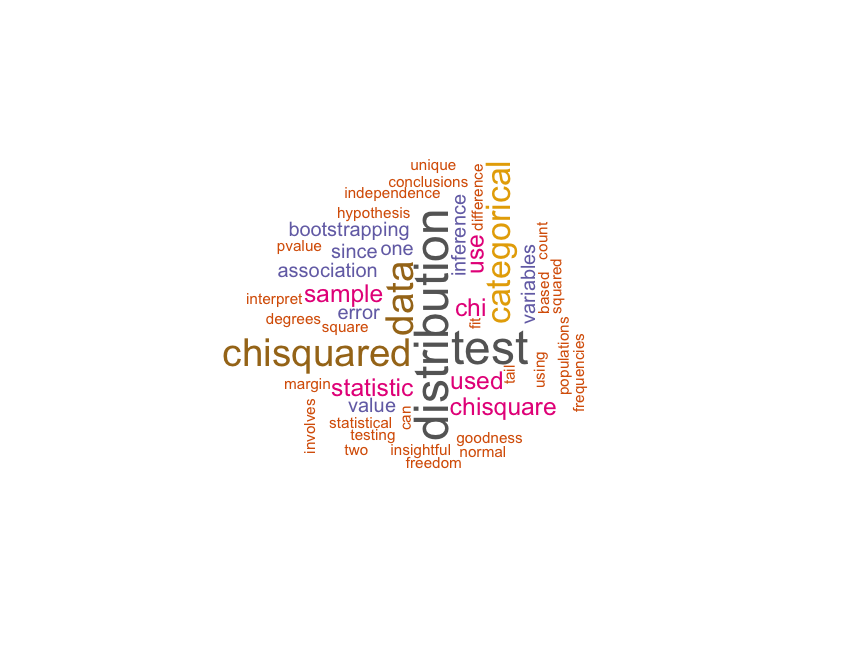 unique
conclusions
independence
difference
categorical
hypothesis
inference
distribution
bootstrapping
pvalue
since
one
use
count
association
data
variables
based
squared
interpret
sample
error
chi
fit
degrees
square
chisquared
test
populations
frequencies
using
tail
margin
statistic
used
value
chisquare
can
involves
statistical
testing
goodness
two
insightful
normal
freedom